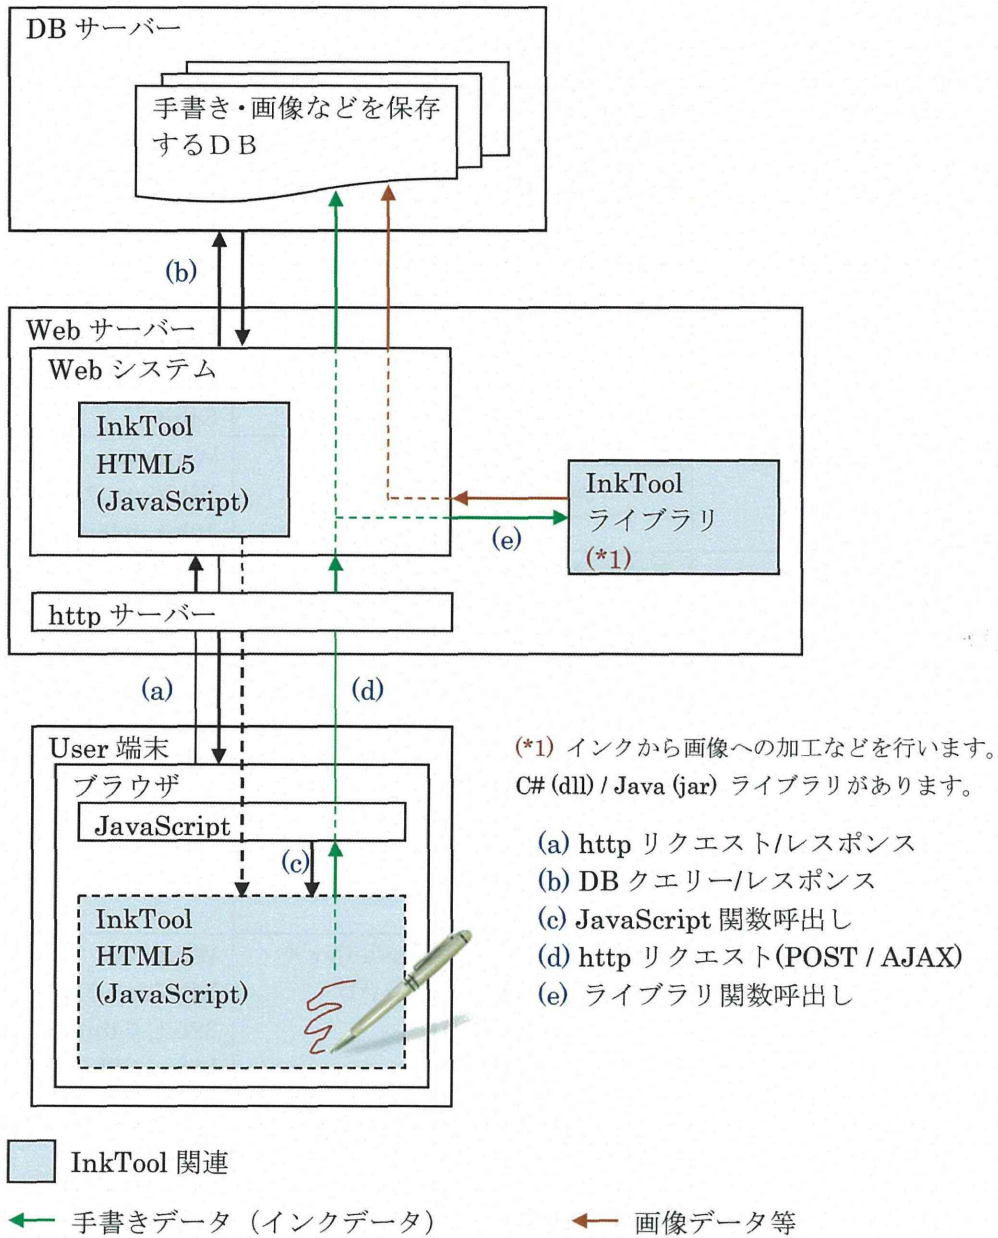 DB サーバー
手書き・画像などを保存
するＤＢ
(b)
Web サーバー
Web システム
InkTool
HTML5
(JavaScript)
InkTool
ライブラリ
(*1)
(e)
http サーバー
(a)
(d)
User 端末
ブラウザ
JavaScript
(c)
InkTool
HTML5
(JavaScript)
(*1) インクから画像への加工などを行います。
C# (dll) / Java (jar) ライブラリがあります。
(a) http リクエスト/レスポンス
(b) DB クエリー/レスポンス
(c) JavaScript 関数呼出し
(d) http リクエスト(POST / AJAX)
(e) ライブラリ関数呼出し
InkTool 関連
手書きデータ（インクデータ）
画像データ等